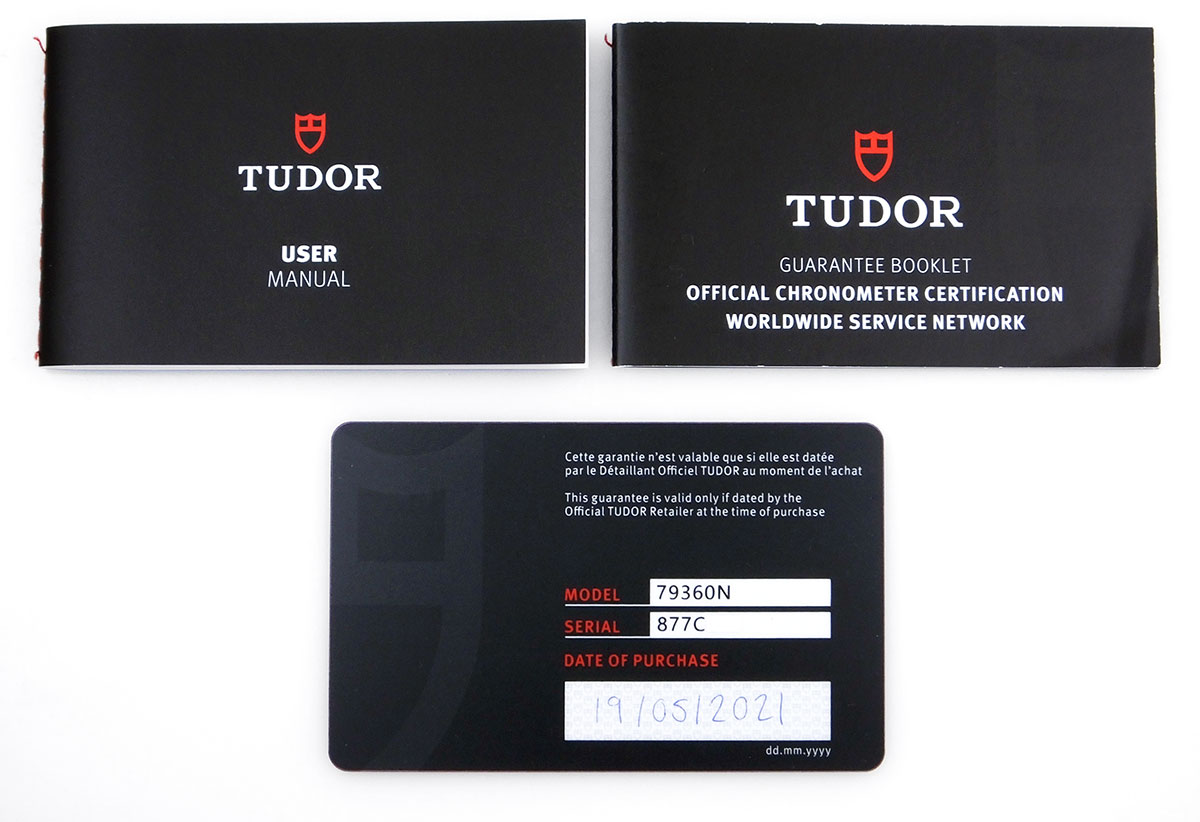 TUDOR
USER
MANUAL
TUDOR
GUARANTEE BOOKLET
OFFICIAL CHRONOMETER CERTIFICATION
WORLDWIDE SERVICE NETWORK
Cette garantie n'est valable que si elle est datée
par le Détaillant Officiel TUDOR au moment de l'achat
This guarantee is valid only if dated by the
Official TUDOR Retailer at the time of purchase
MODEL 79360N
SERIAL 877C
DATE OF PURCHASE
19/05/2021
dd.mm.yyyy